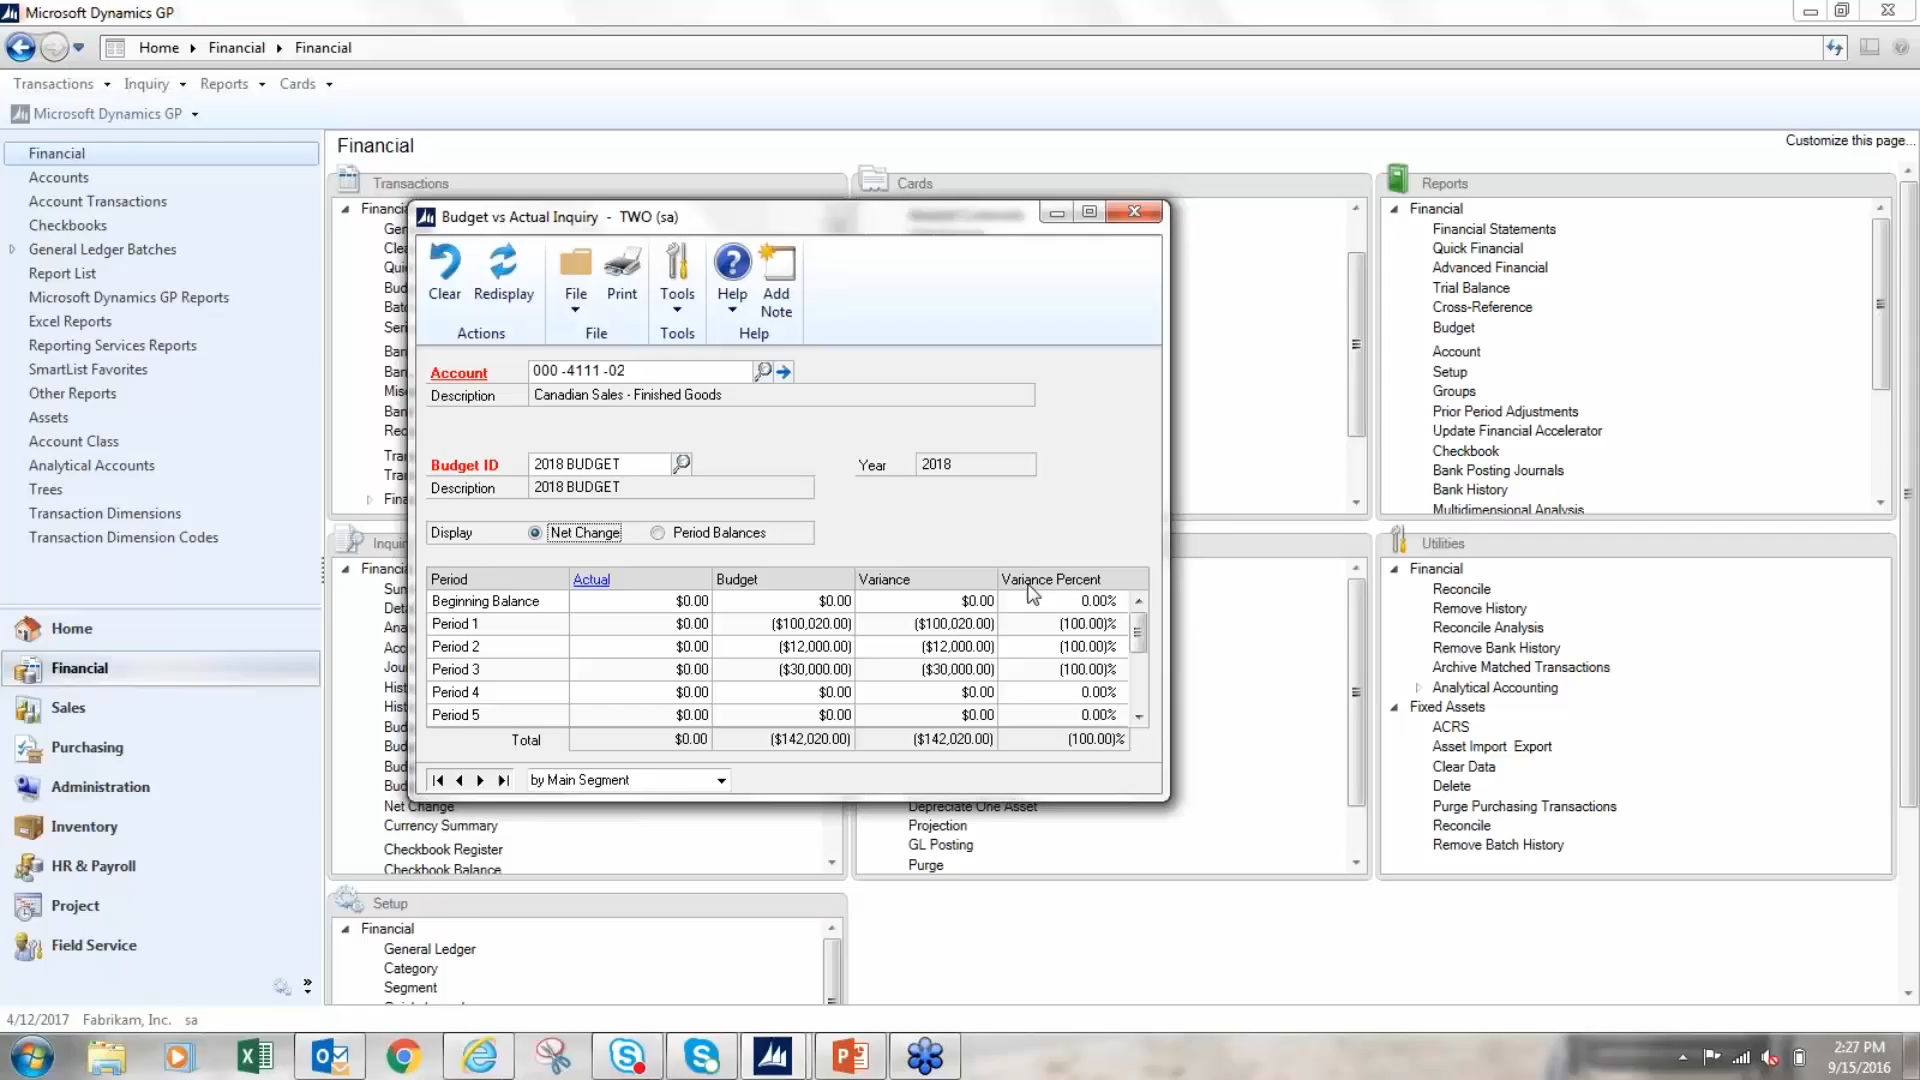 Microsoft Dynamics GP
Home Financial Financial
Transactions Inquiry Reports Cards
Microsoft Dynamics GP
Financial
Accounts
Account Transactions
Checkbooks
General Ledger Batches
Report List
Microsoft Dynamics GP Reports
Excel Reports
Reporting Services Reports
SmartList Favorites
Other Reports
Assets
Account Class
Analytical Accounts
Trees
Transaction Dimensions
Transaction Dimension Codes
Home
Financial
Sales
Purchasing
Administration
Inventory
HR & Payroll
Project
Field Service
Financial
Customize this page...
Transactions
Cards
Reports
Financial
Financial Statements
Quick Financial
Advanced Financial
Trial Balance
Cross-Reference
Budget
Account
Setup
Groups
Prior Period Adjustments
Update Financial Accelerator
Checkbook
Bank Posting Journals
Bank History
Multidimensional Analysis
Budget vs Actual Inquiry - TWO (sa)
Clear Redisplay File Print Tools Help Add Note
Actions File Tools Help
Account 000 -4111 -02
Description Canadian Sales - Finished Goods
Budget ID 2018 BUDGET Year 2018
Description 2018 BUDGET
Display Net Change Period Balances
Period Actual Budget Variance Variance Percent
Beginning Balance $0.00 $0.00 $0.00 0.00%
Period 1 $0.00 ($100,020.00) ($100,020.00) (100.00)%
Period 2 $0.00 ($12,000.00) ($12,000.00) (100.00)%
Period 3 $0.00 ($30,000.00) ($30,000.00) (100.00)%
Period 4 $0.00 $0.00 $0.00 0.00%
Period 5 $0.00 $0.00 $0.00 0.00%
Total $0.00 ($142,020.00) ($142,020.00) (100.00)%
by Main Segment
Net Change
Currency Summary
Checkbook Register
Checkbook Balance
Depreciate One Asset
Projection
GL Posting
Purge
Utilities
Financial
Reconcile
Remove History
Reconcile Analysis
Remove Bank History
Archive Matched Transactions
Analytical Accounting
Fixed Assets
ACRS
Asset Import Export
Clear Data
Delete
Purge Purchasing Transactions
Reconcile
Remove Batch History
Setup
Financial
General Ledger
Category
Segment
4/12/2017 Fabrikam, Inc. sa
2:27 PM
9/15/2016